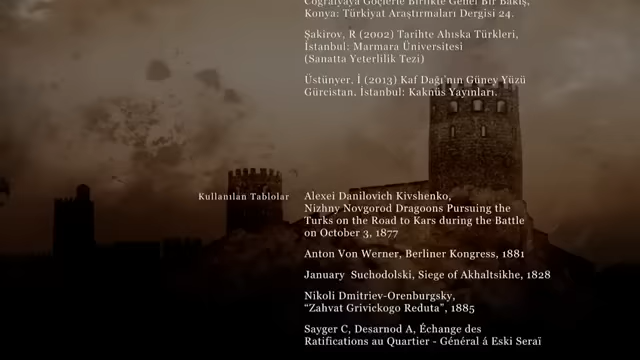 Coğrafyaya Göçlerle Birlikte Genel Bir Bakış,
Konya: Türkiyat Araştırmaları Dergisi 24.
Şakirov, R (2002) Tarihte Ahıska Türkleri,
İstanbul: Marmara Üniversitesi
(Sanatta Yeterlilik Tezi)
Üstünyer, İ (2013) Kaf Dağı'nın Güney Yüzü
Gürcistan, İstanbul: Kaknüs Yayınları.
Kullanılan Tablolar
Alexei Danilovich Kivshenko,
Nizhny Novgorod Dragoons Pursuing the
Turks on the Road to Kars during the Battle
on October 3, 1877
Anton Von Werner, Berliner Kongress, 1881
January Suchodolski, Siege of Akhaltsikhe, 1828
Nikoli Dmitriev-Orenburgsky,
“Zahvat Grivickogo Reduta”, 1885
Sayger C, Desarnod A, Échange des
Ratifications au Quartier - Général á Eski Seraï